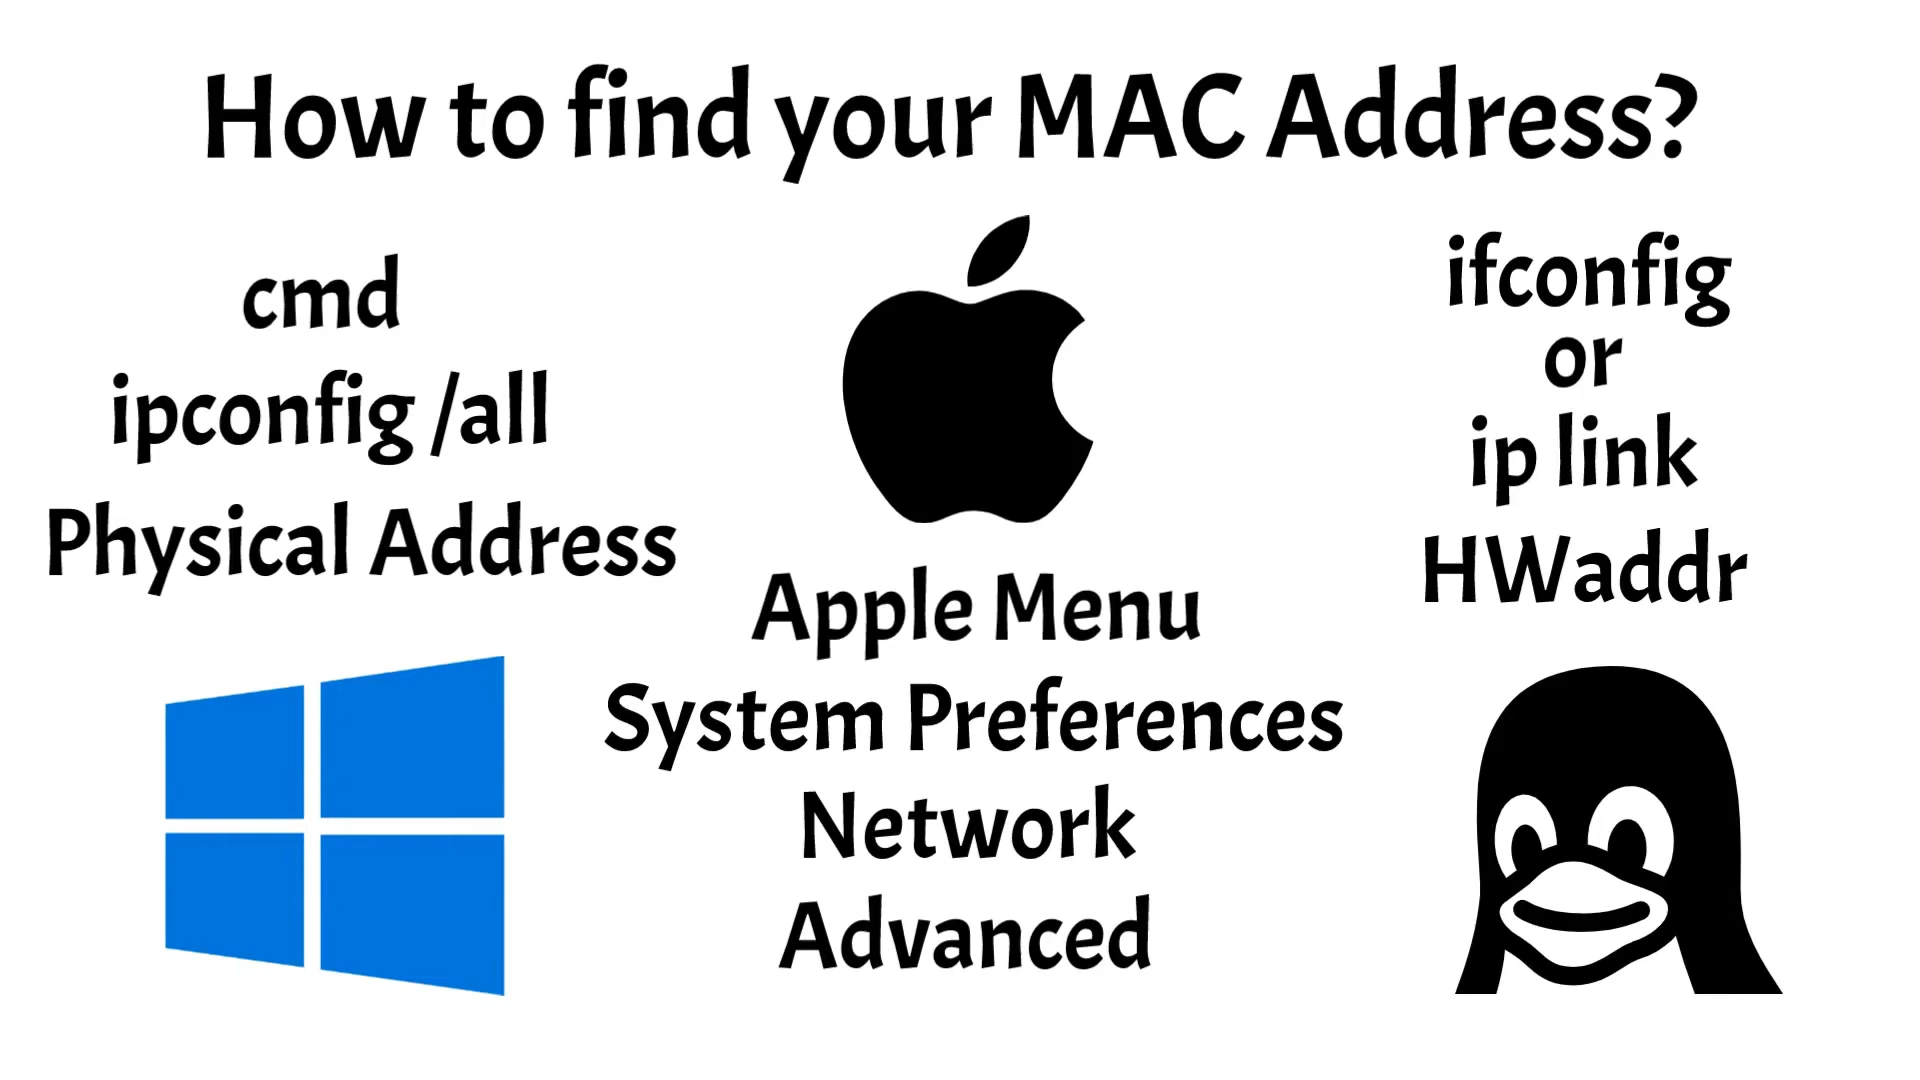 How to find your MAC Address?
cmd
ipconfig /all
Physical Address
Apple Menu
System Preferences
Network
Advanced
ifconfig
or
ip link
HWaddr